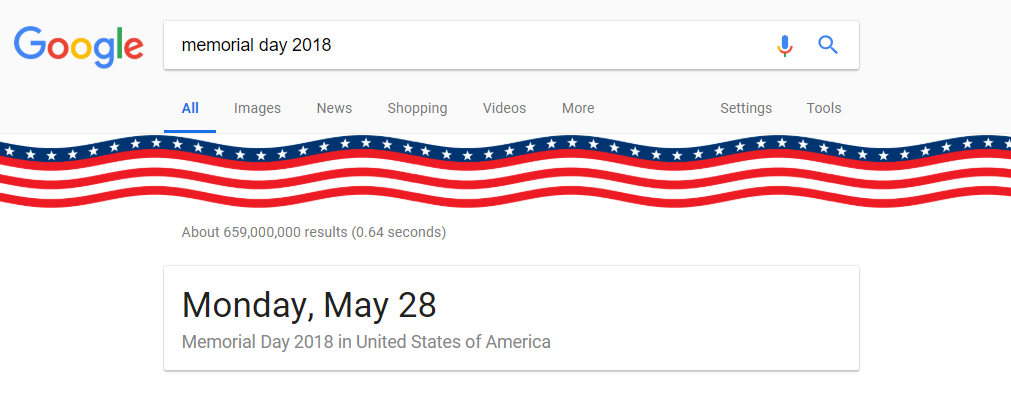 Google
memorial day 2018
All Images News Shopping Videos More Settings Tools
About 659,000,000 results (0.64 seconds)
Monday, May 28
Memorial Day 2018 in United States of America